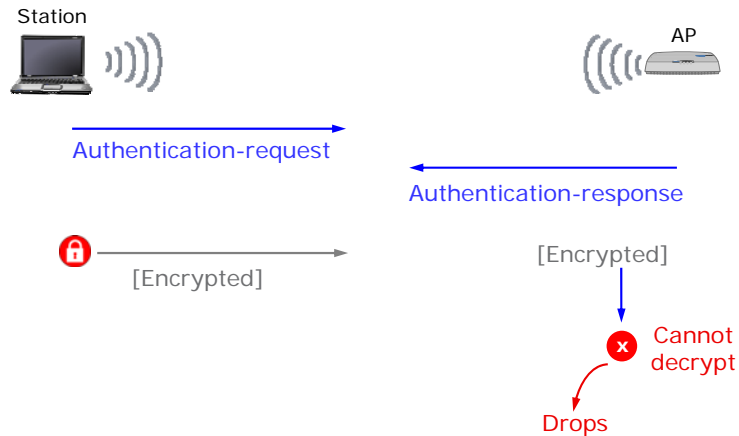 Station
AP
Authentication-request
Authentication-response
[Encrypted]
[Encrypted]
x
Cannot
decrypt
Drops